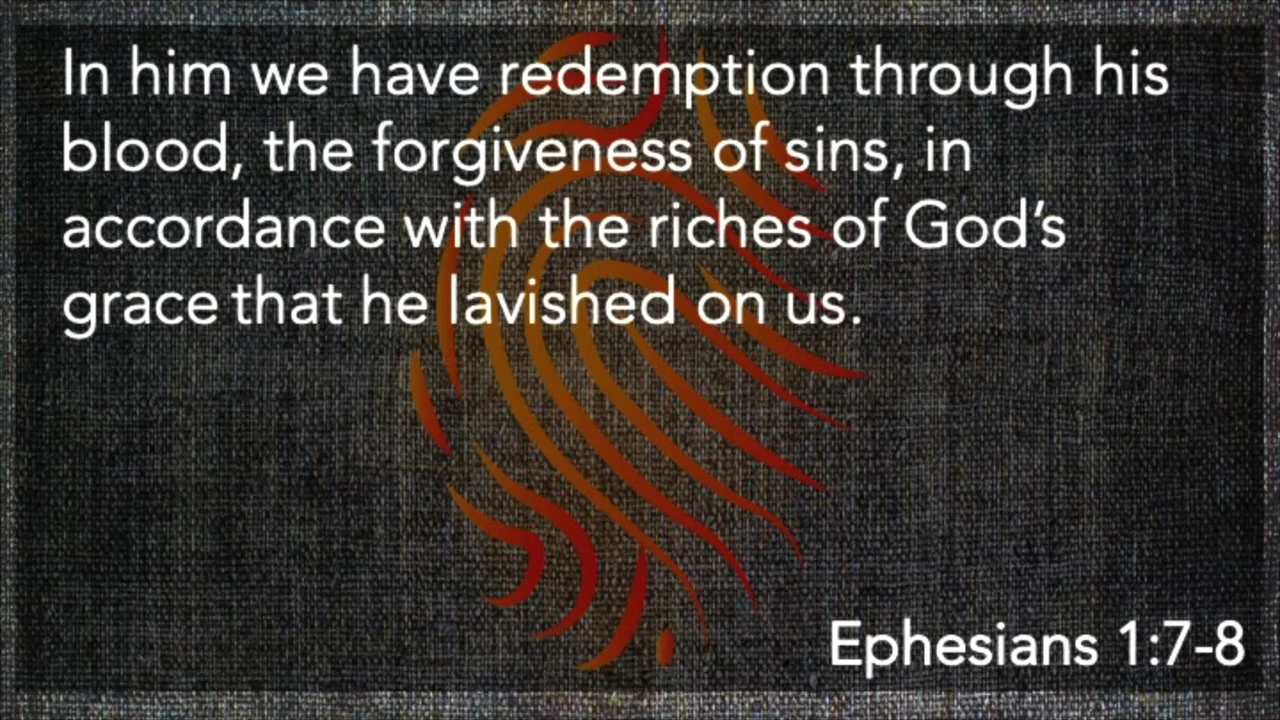 In him we have redemption through his
blood, the forgiveness of sins, in
accordance with the riches of God’s
grace that he lavished on us.
Ephesians 1:7-8